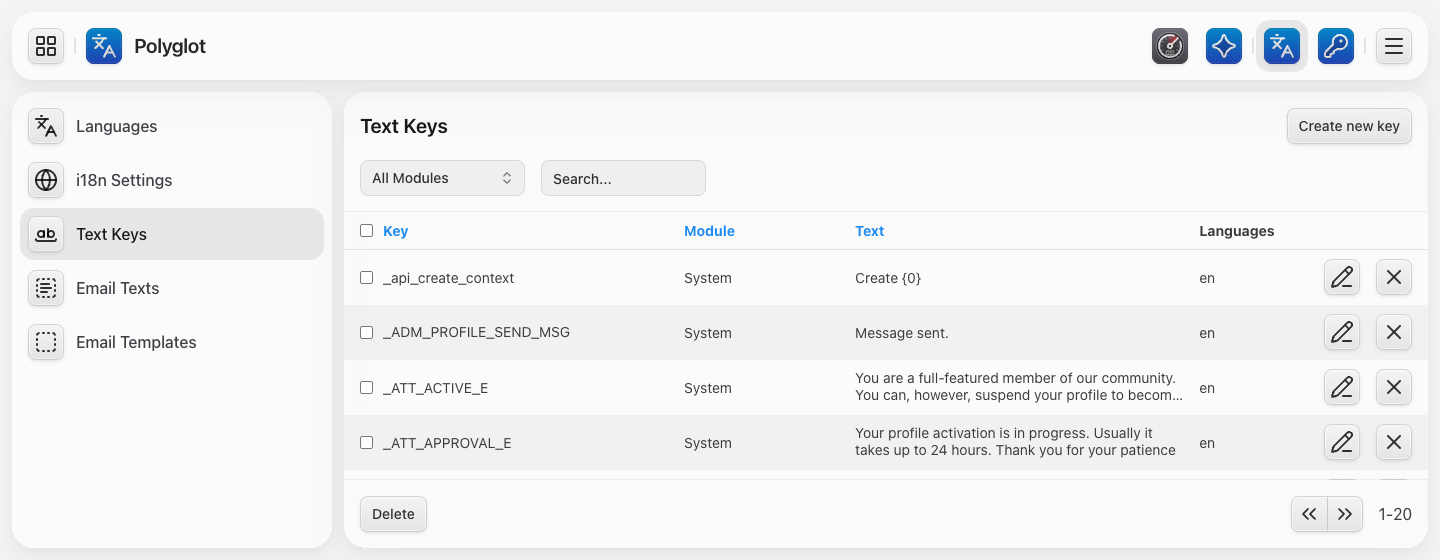 Polyglot
Languages
i18n Settings
Text Keys
Email Texts
Email Templates
Text Keys
Create new key
All Modules
Search...
Key Module Text Languages
_api_create_context System Create {0} en
_ADM_PROFILE_SEND_MSG System Message sent. en
_ATT_ACTIVE_E System You are a full-featured member of our community. en
You can, however, suspend your profile to becom...
_ATT_APPROVAL_E System Your profile activation is in progress. Usually it en
takes up to 24 hours. Thank you for your patience
Delete
1-20